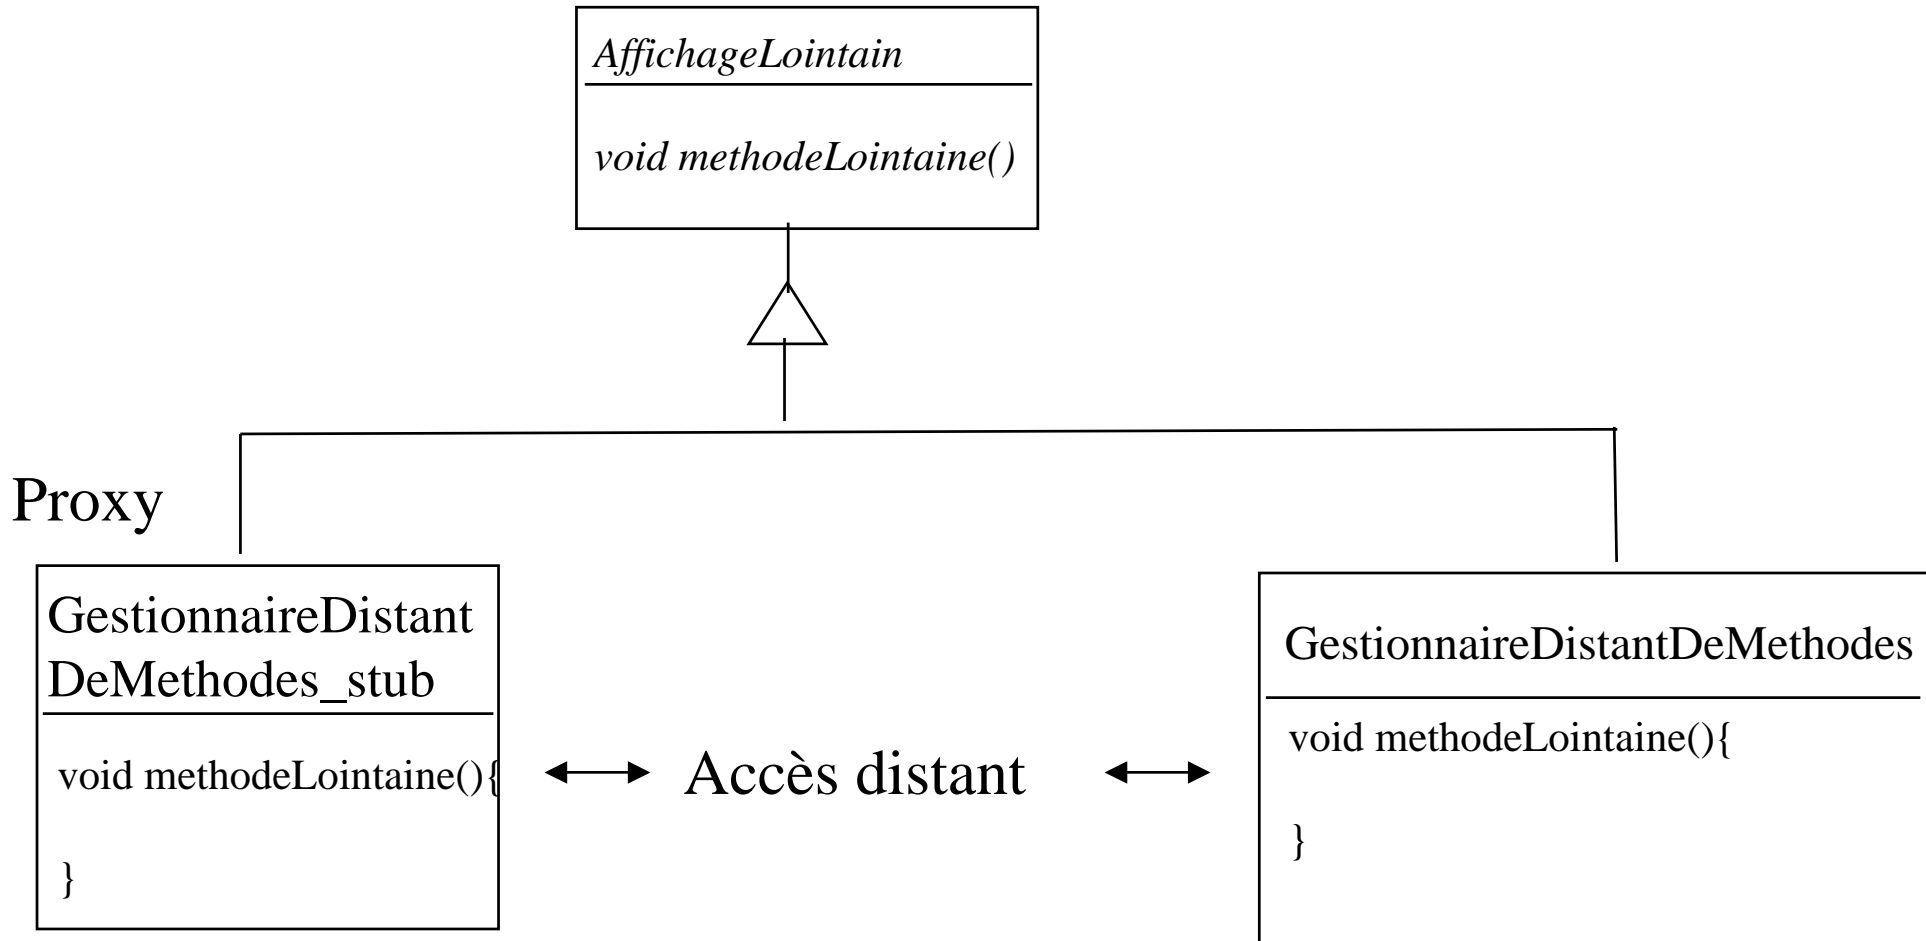 AffichageLointain
void methodeLointaine()
Proxy
GestionnaireDistant
DeMethodes_stub
void methodeLointaine(){
}
Accès distant
GestionnaireDistantDeMethodes
void methodeLointaine(){
}